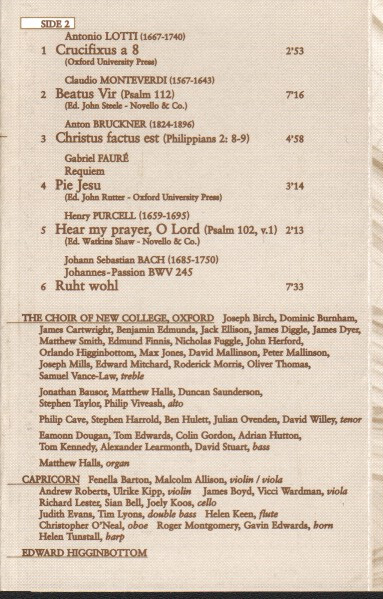 SIDE 2
Antonio LOTTI (1667-1740)
1 Crucifixus a 8 2'53
(Oxford University Press)
Claudio MONTEVERDI (1567-1643)
2 Beatus Vir (Psalm 112) 7'16
(Ed. John Steele - Novello & Co.)
Anton BRUCKNER (1824-1896)
3 Christus factus est (Philippians 2: 8-9) 4'58
Gabriel FAURÉ
Requiem
4 Pie Jesu 3'14
(Ed. John Rutter - Oxford University Press)
Henry PURCELL (1659-1695)
5 Hear my prayer, O Lord (Psalm 102, v.1) 2'13
(Ed. Watkins Shaw - Novello & Co.)
Johann Sebastian BACH (1685-1750)
Johannes-Passion BWV 245
6 Ruht wohl 7'33
THE CHOIR OF NEW COLLEGE, OXFORD Joseph Birch, Dominic Burnham,
James Cartwright, Benjamin Edmunds, Jack Ellison, James Diggle, James Dyer,
Matthew Smith, Edmund Finnis, Nicholas Fuggle, John Herford,
Orlando Higginbottom, Max Jones, David Mallinson, Peter Mallinson,
Joseph Mills, Edward Mitchard, Roderick Morris, Oliver Thomas,
Samuel Vance-Law, treble
Jonathan Bausor, Matthew Halls, Duncan Saunderson,
Stephen Taylor, Philip Viveash, alto
Philip Cave, Stephen Harrold, Ben Hulett, Julian Ovenden, David Willey, tenor
Eamonn Dougan, Tom Edwards, Colin Gordon, Adrian Hutton,
Tom Kennedy, Alexander Learmonth, David Stuart, bass
Matthew Halls, organ
CAPRICORN Fenella Barton, Malcolm Allison, violin / viola
Andrew Roberts, Ulrike Kipp, violin James Boyd, Vicci Wardman, viola
Richard Lester, Sian Bell, Joely Koos, cello
Judith Evans, Tim Lyons, double bass Helen Keen, flute
Christopher O'Neal, oboe Roger Montgomery, Gavin Edwards, horn
Helen Tunstall, harp
EDWARD HIGGINBOTTOM